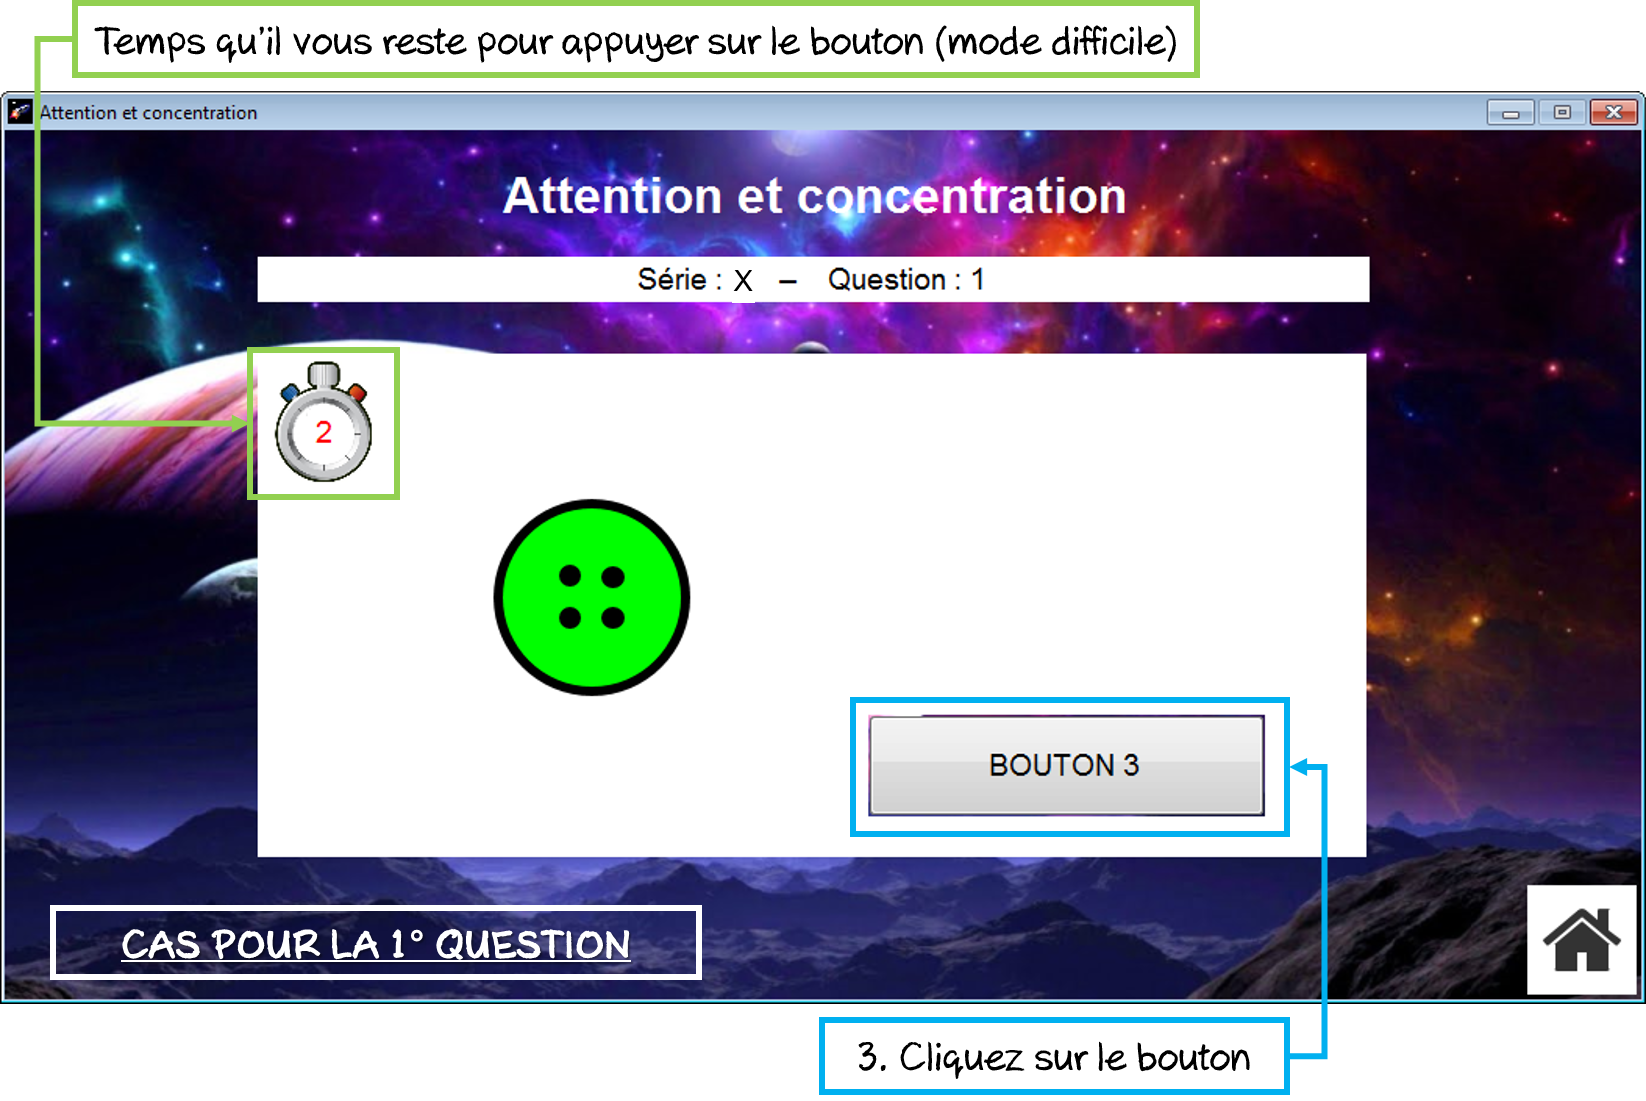 Temps qu'il vous reste pour appuyer sur le bouton (mode difficile)
Attention et concentration
Attention et concentration
Série : X – Question : 1
2
BOUTON 3
CAS POUR LA 1° QUESTION
3. Cliquez sur le bouton